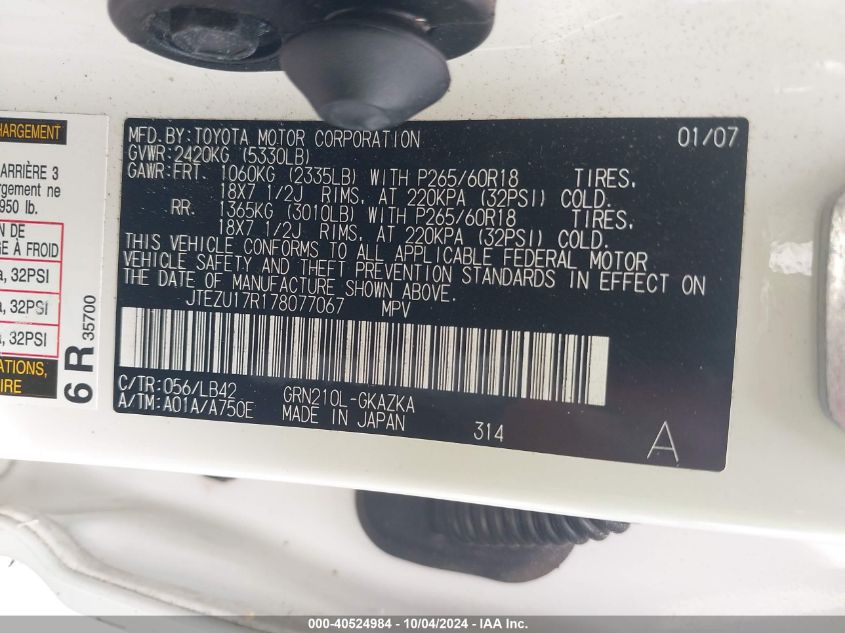 HARGEMENT
ARRIÈRE 3
rgement ne
950 lb.
N DE
E À FROID
a, 32PSI
a, 32PSI
a, 32PSI
ATIONS,
IRE
6 R 35700
MFD. BY: TOYOTA MOTOR CORPORATION 01/07
GVWR: 2420KG (5330LB)
GAWR: FRT. 1060KG (2335LB) WITH P265/60R18 TIRES,
18X7 1/2J RIMS, AT 220KPA (32PSI) COLD.
RR. 1365KG (3010LB) WITH P265/60R18 TIRES,
18X7 1/2J RIMS, AT 220KPA (32PSI) COLD.
THIS VEHICLE CONFORMS TO ALL APPLICABLE FEDERAL MOTOR
VEHICLE SAFETY AND THEFT PREVENTION STANDARDS IN EFFECT ON
THE DATE OF MANUFACTURE SHOWN ABOVE.
JTEZU17R178077067 MPV
C/TR: 056/LB42 GRN210L-GKAZKA
A/TM: A01A/A750E MADE IN JAPAN 314 A
000-40524984 - 10/04/2024 - IAA Inc.